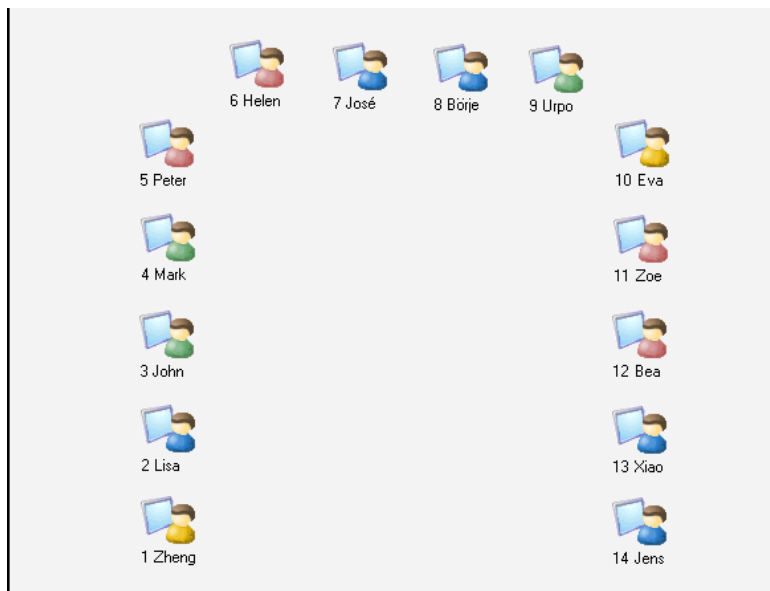 6 Helen
7 José
8 Börje
9 Urpo
5 Peter
10 Eva
4 Mark
11 Zoe
3 John
12 Bea
2 Lisa
13 Xiao
1 Zheng
14 Jens